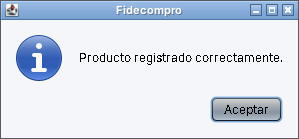 Fidecompro
Producto registrado correctamente.
Aceptar